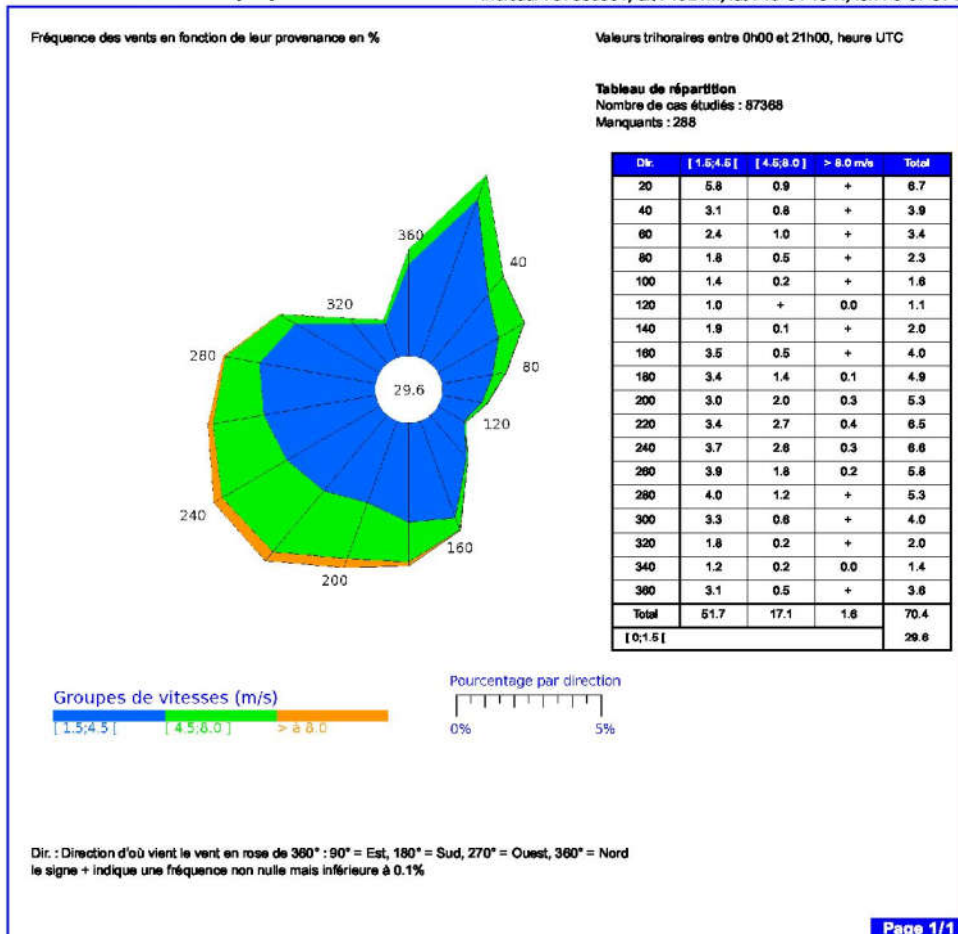 Fréquence des vents en fonction de leur provenance en %
Valeurs trihoraires entre 0h00 et 21h00, heure UTC
Tableau de répartition
Nombre de cas étudiés : 87368
Manquants : 288
Dir. [ 1.5;4.5 [ [ 4.5;8.0 ] > 8.0 m/s Total
20 5.8 0.9 + 6.7
40 3.1 0.8 + 3.9
60 2.4 1.0 + 3.4
80 1.8 0.5 + 2.3
100 1.4 0.2 + 1.6
120 1.0 + 0.0 1.1
140 1.9 0.1 + 2.0
160 3.5 0.5 + 4.0
180 3.4 1.4 0.1 4.9
200 3.0 2.0 0.3 5.3
220 3.4 2.7 0.4 6.5
240 3.7 2.6 0.3 6.6
260 3.9 1.8 0.2 5.8
280 4.0 1.2 + 5.3
300 3.3 0.6 + 4.0
320 1.8 0.2 + 2.0
340 1.2 0.2 0.0 1.4
360 3.1 0.5 + 3.6
Total 51.7 17.1 1.6 70.4
[ 0;1.5 [ 29.6
360
40
320
280
80
29.6
120
240
160
200
Groupes de vitesses (m/s)
[ 1.5;4.5 [ [ 4.5;8.0 ] > à 8.0
Pourcentage par direction
0% 5%
Dir. : Direction d'où vient le vent en rose de 360° : 90° = Est, 180° = Sud, 270° = Ouest, 360° = Nord
le signe + indique une fréquence non nulle mais inférieure à 0.1%
Page 1/1